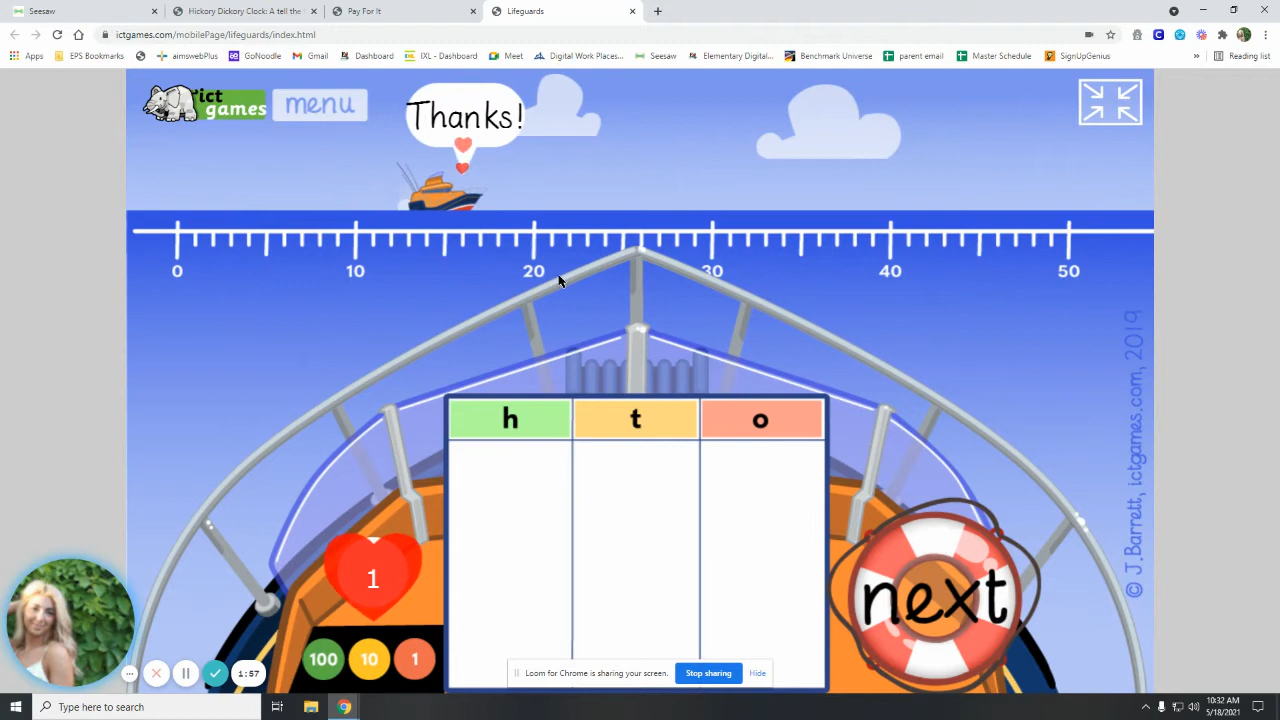 Seesaw
Hickory Dickory Clock: A tell the
Pay For It
Lifeguards
ictgames.com/mobilePage/lifeguards/index.html
Apps
EPS Bookmarks
aimswebPlus
GoNoodle
Gmail
Dashboard
IXL - Dashboard
Meet
Digital Work Places...
Seesaw
Elementary Digital...
Benchmark Universe
parent email
Master Schedule
SignUpGenius
»
Reading list
ict
games
menu
Thanks!
0 10 20 30 40 50
h t o
1
next
100 10 1
© J.Barrett, ictgames.com, 2019
1:57
Loom for Chrome is sharing your screen.
Stop sharing
Hide
Type here to search
10:32 AM
5/18/2021